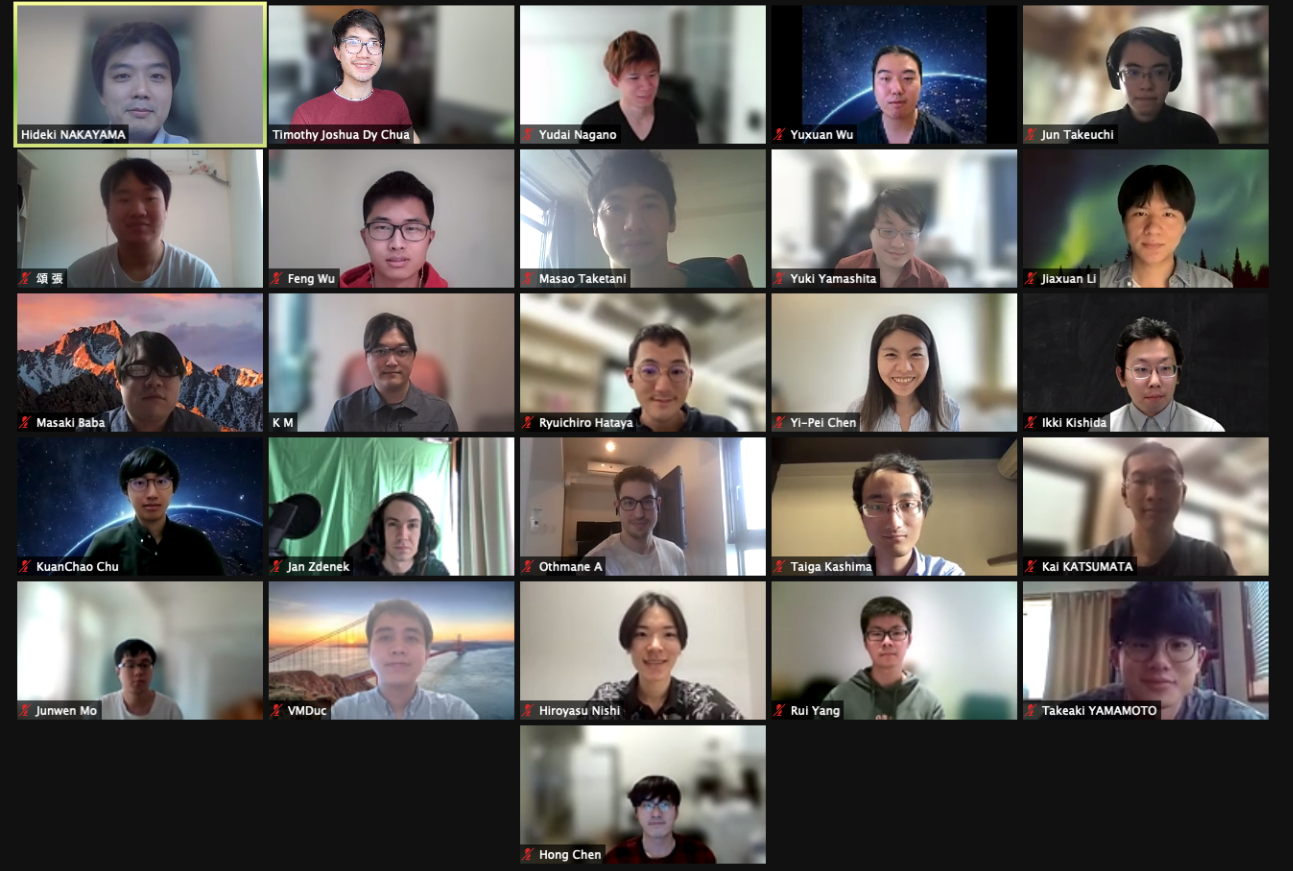 Hideki NAKAYAMA
Timothy Joshua Dy Chua
Yudai Nagano
Yuxuan Wu
Jun Takeuchi
頌 張
Feng Wu
Masao Taketani
Yuki Yamashita
Jiaxuan Li
Masaki Baba
K M
Ryuichiro Hataya
Yi-Pei Chen
Ikki Kishida
KuanChao Chu
Jan Zdenek
Othmane A
Taiga Kashima
Kai KATSUMATA
Junwen Mo
VMDuc
Hiroyasu Nishi
Rui Yang
Takeaki YAMAMOTO
Hong Chen